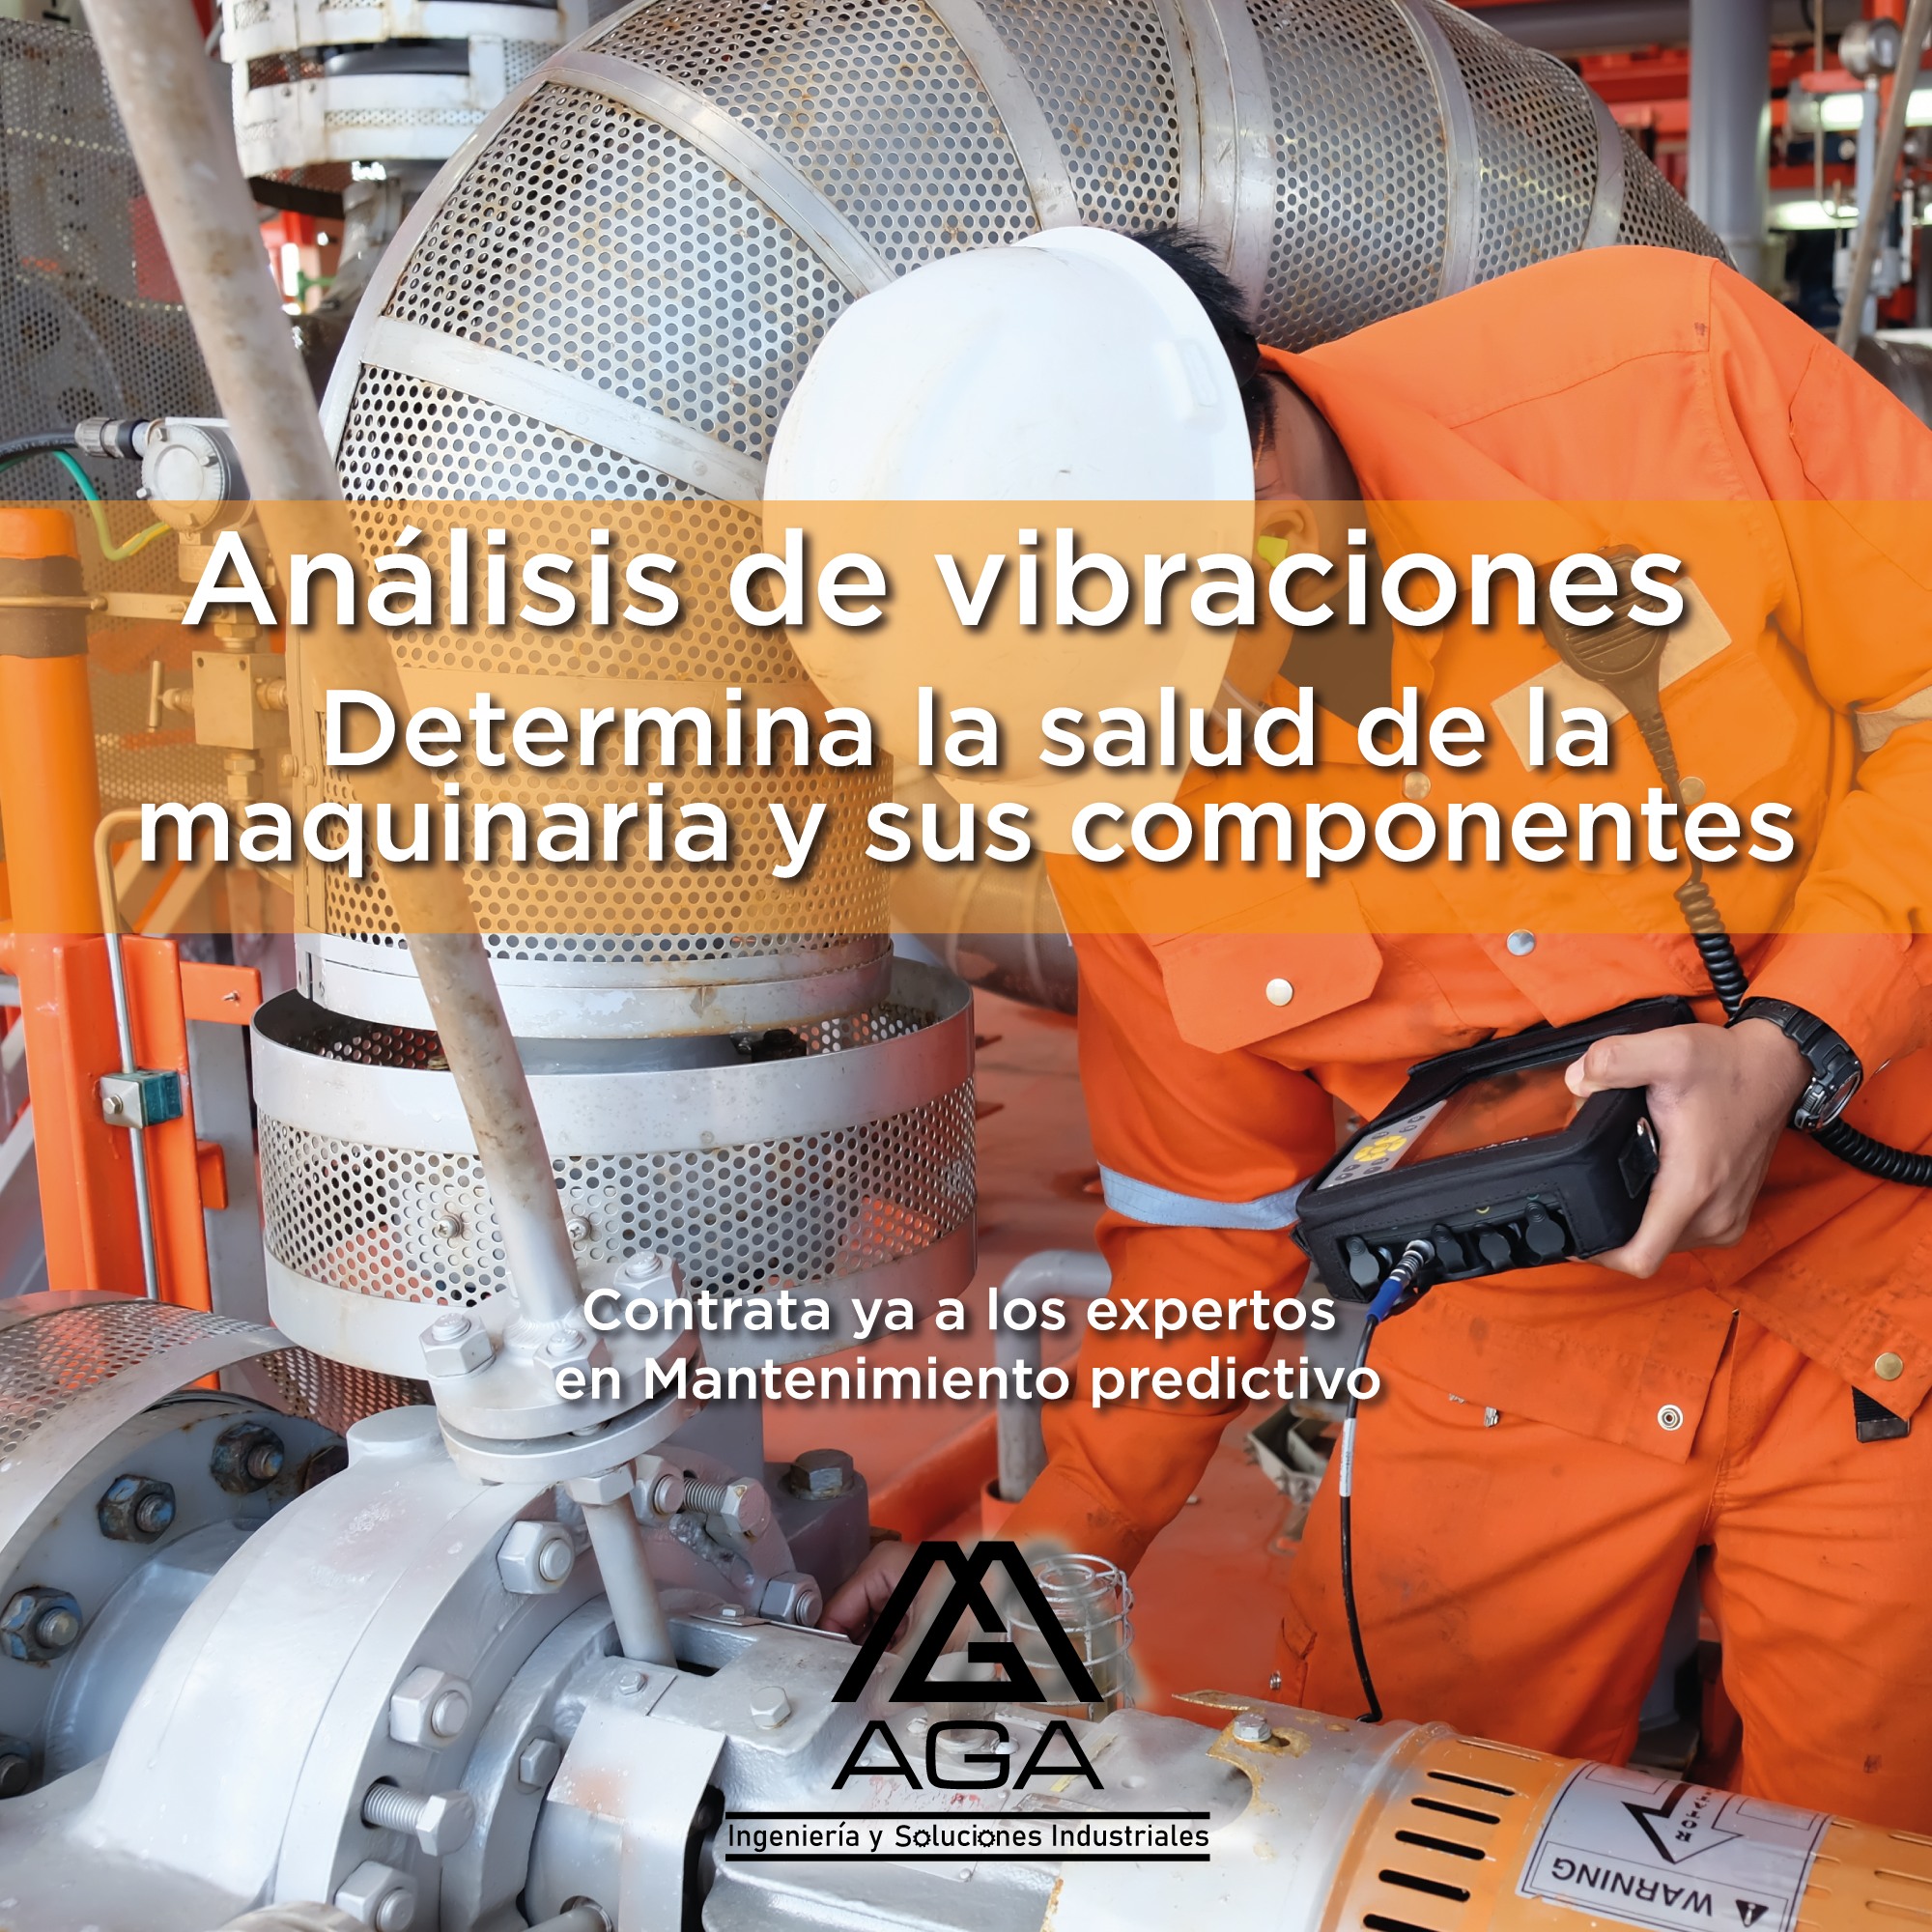 Análisis de vibraciones
Determina la salud de la
maquinaria y sus componentes
Contrata ya a los expertos
en Mantenimiento predictivo
AGA
Ingeniería y Soluciones Industriales
ROTATION
WARNING